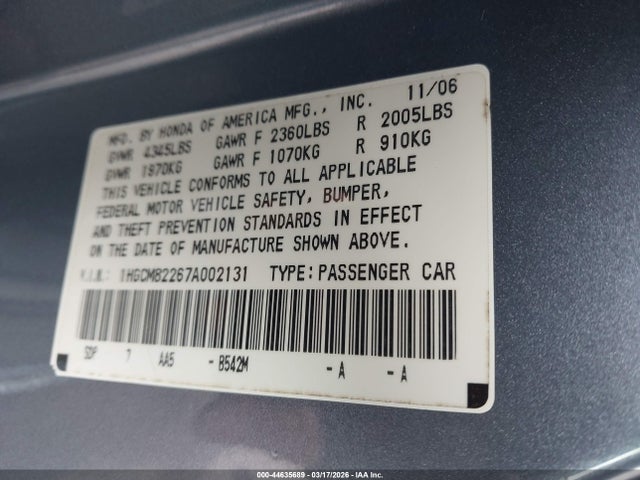 MFD. BY HONDA OF AMERICA MFG., INC. 11/06
GVWR 4345LBS GAWR F 2360LBS R 2005LBS
GVWR 1970KG GAWR F 1070KG R 910KG
THIS VEHICLE CONFORMS TO ALL APPLICABLE
FEDERAL MOTOR VEHICLE SAFETY, BUMPER,
AND THEFT PREVENTION STANDARDS IN EFFECT
ON THE DATE OF MANUFACTURE SHOWN ABOVE.
V.I.N.: 1HGCM82267A002131 TYPE:PASSENGER CAR
SDP 7 AA5 - B542M - A - A
000-44635689 - 03/17/2026 - IAA Inc.